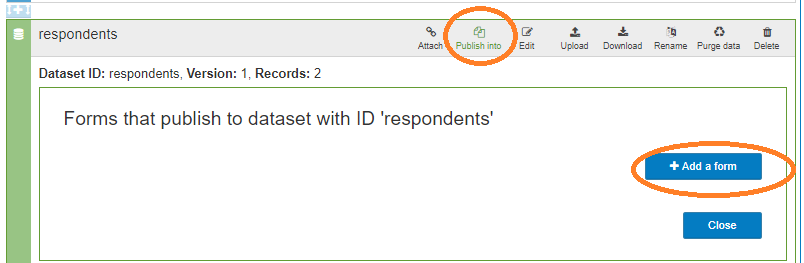 respondents
Attach Publish into Edit Upload Download Rename Purge data Delete
Dataset ID: respondents, Version: 1, Records: 2
Forms that publish to dataset with ID 'respondents'
+ Add a form
Close